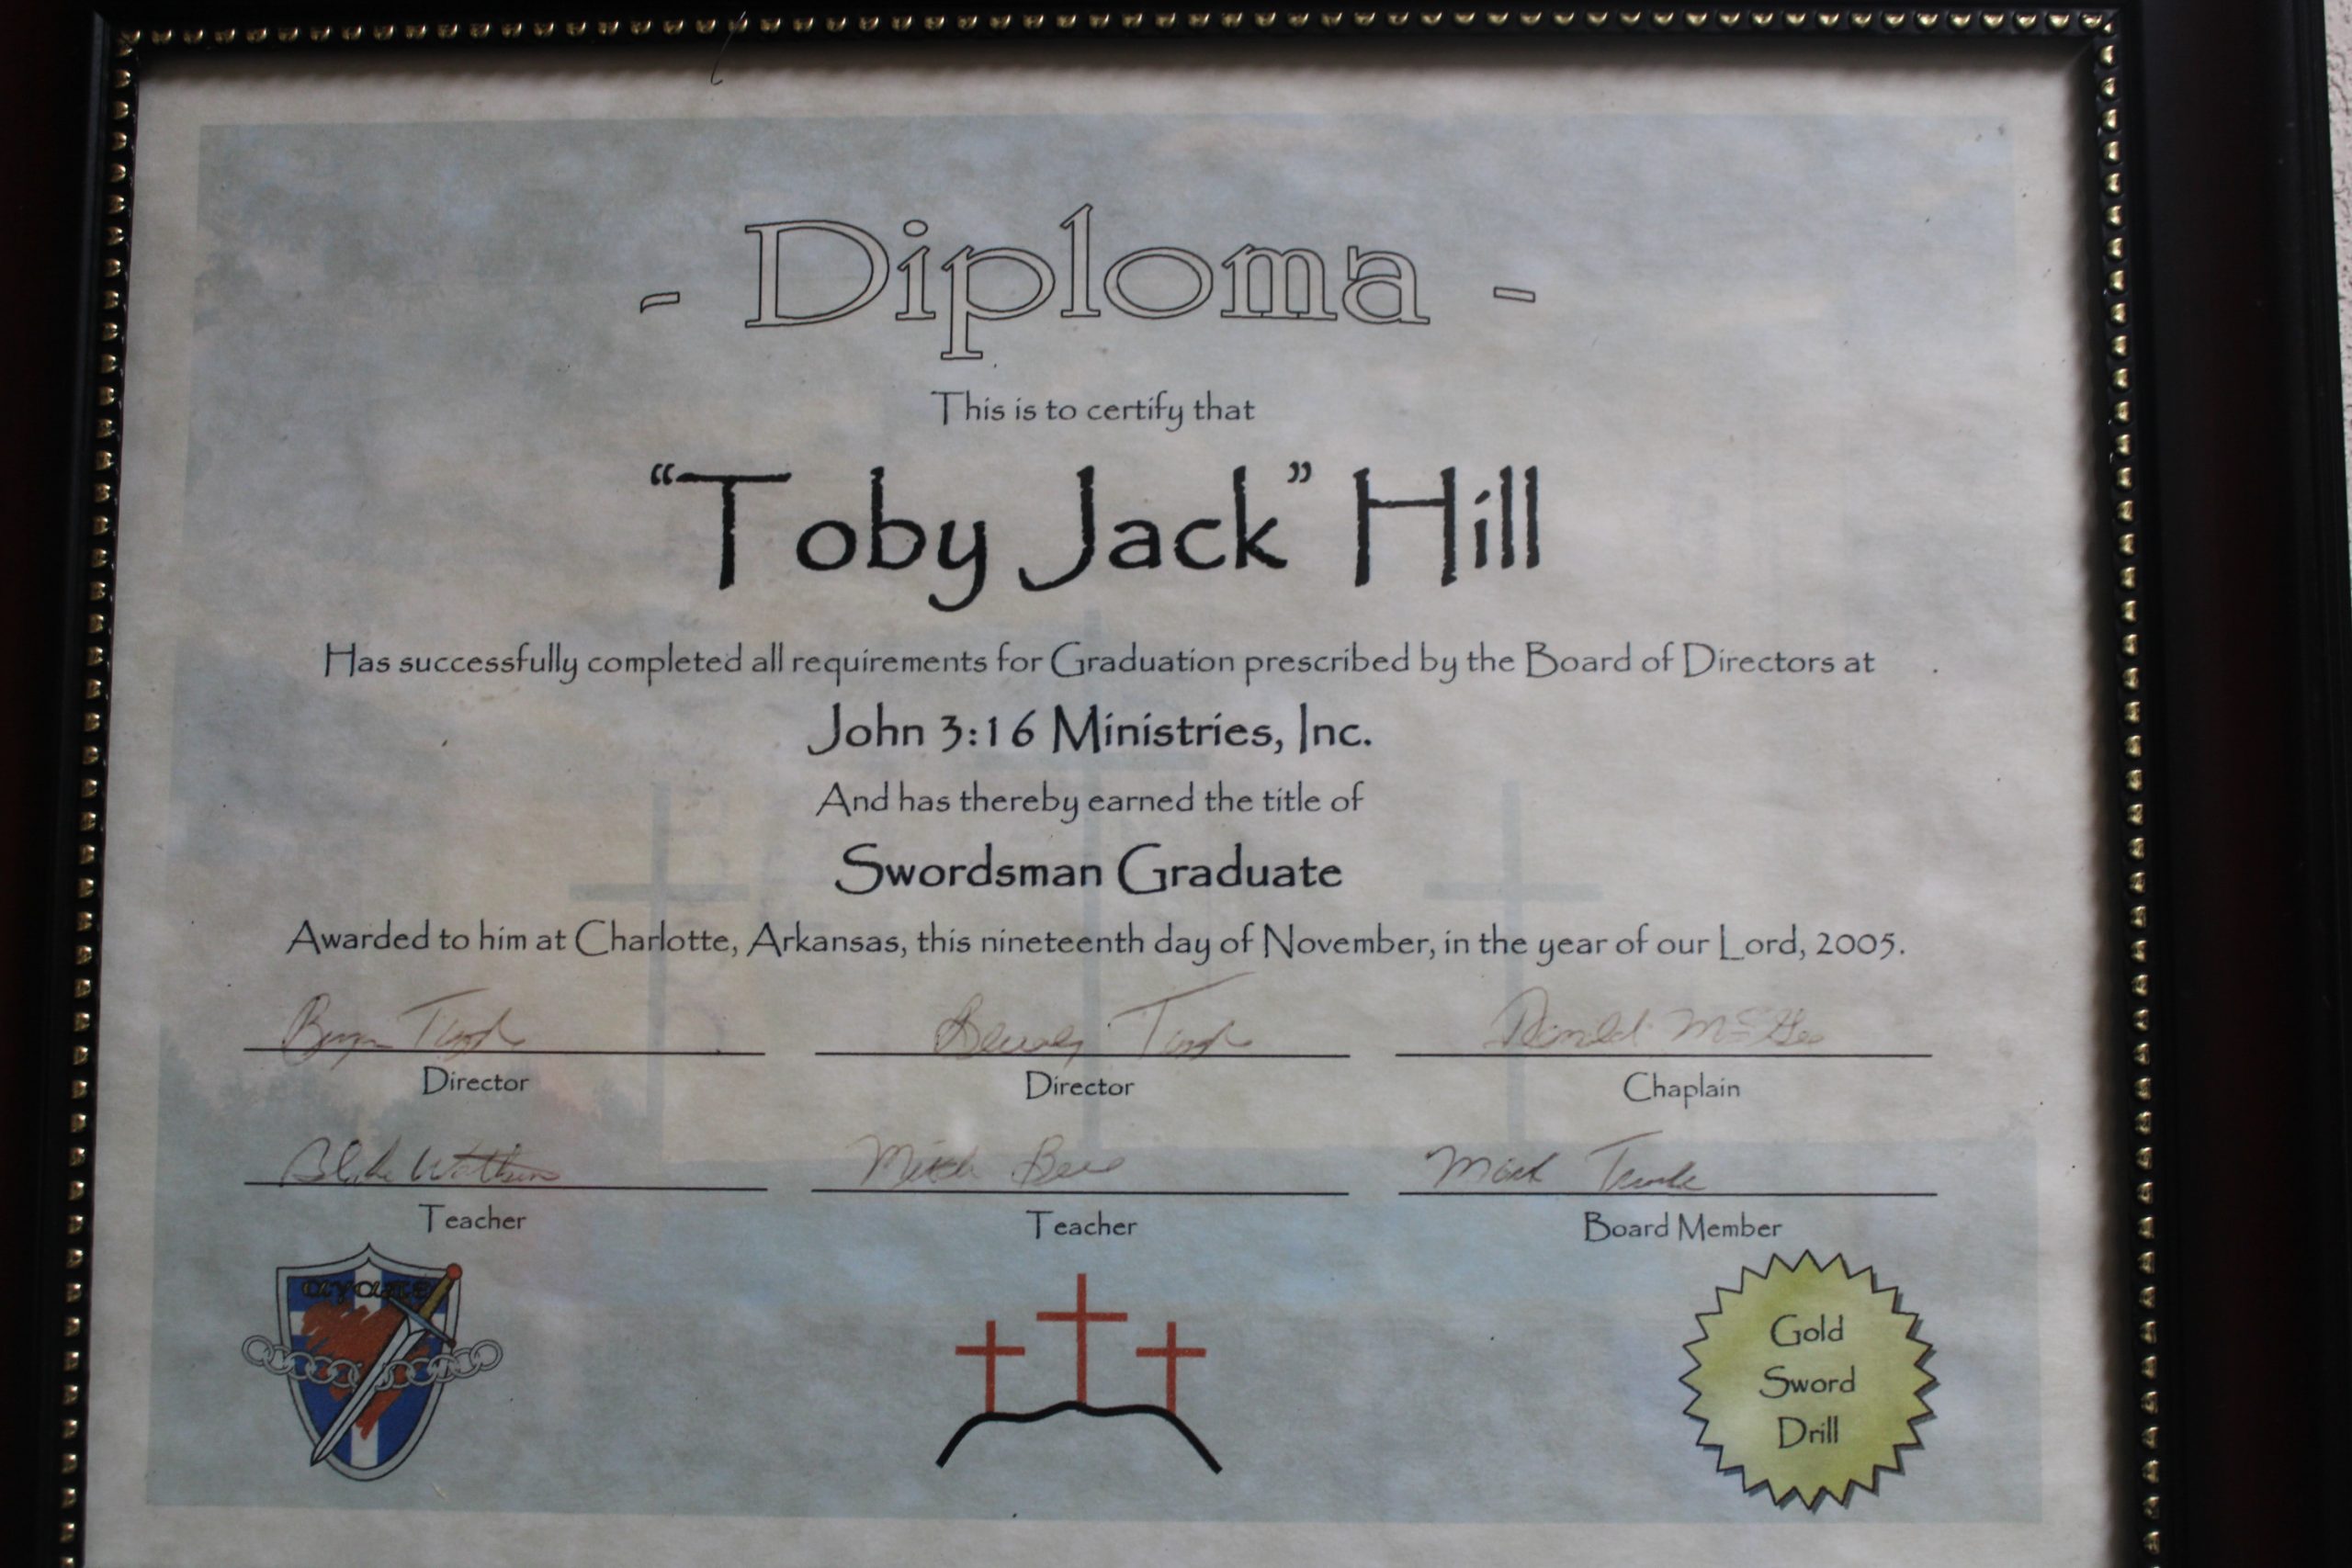 - Diploma -
This is to certify that
“Toby Jack” Hill
Has successfully completed all requirements for Graduation prescribed by the Board of Directors at
John 3:16 Ministries, Inc.
And has thereby earned the title of
Swordsman Graduate
Awarded to him at Charlotte, Arkansas, this nineteenth day of November, in the year of our Lord, 2005.
Donald McGee
Director Director Chaplain
Mitch
Teacher Teacher Board Member
Gold
Sword
Drill